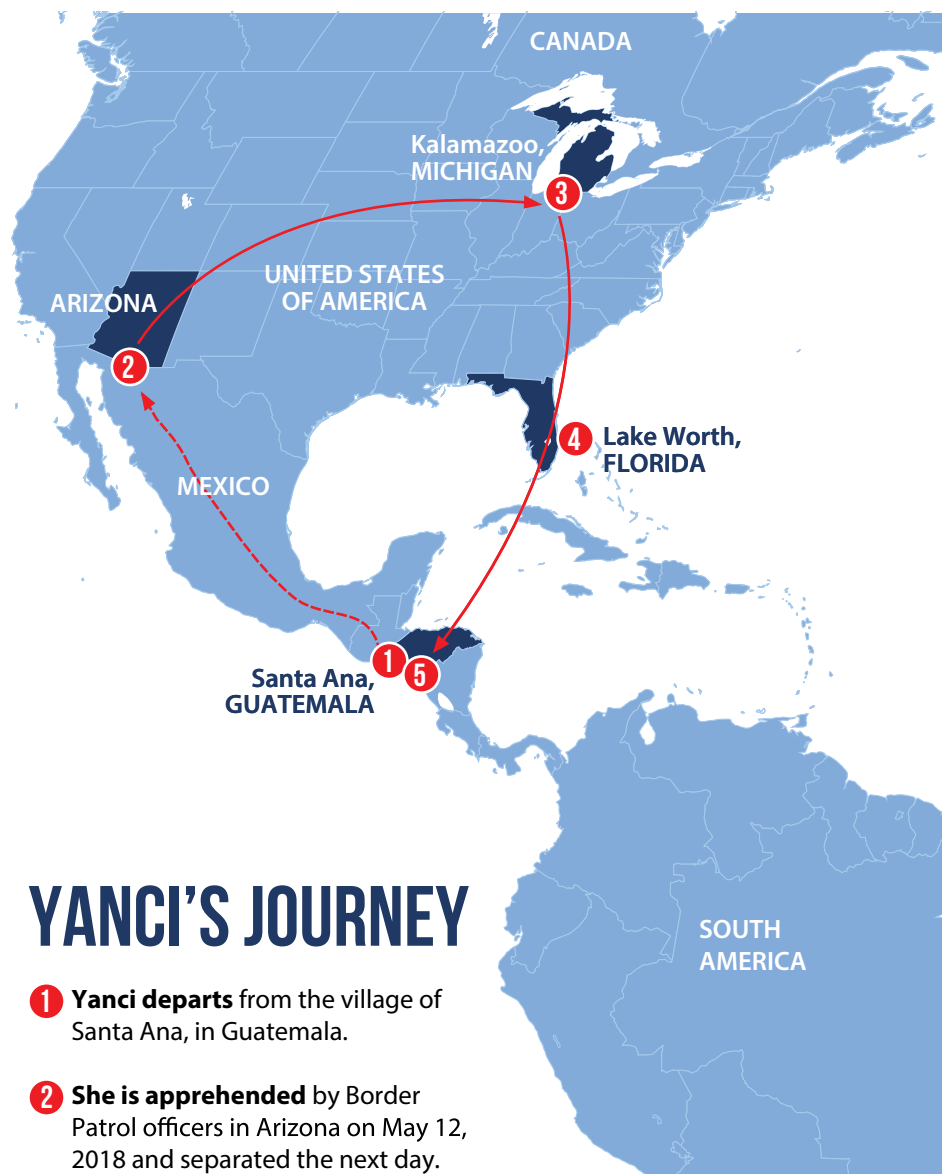 CANADA
Kalamazoo,
MICHIGAN
3
UNITED STATES
OF AMERICA
ARIZONA
2
4
Lake Worth,
FLORIDA
MEXICO
1
5
Santa Ana,
GUATEMALA
YANCI'S JOURNEY
SOUTH
AMERICA
1 Yanci departs from the village of
Santa Ana, in Guatemala.
2 She is apprehended by Border
Patrol officers in Arizona on May 12,
2018 and separated the next day.